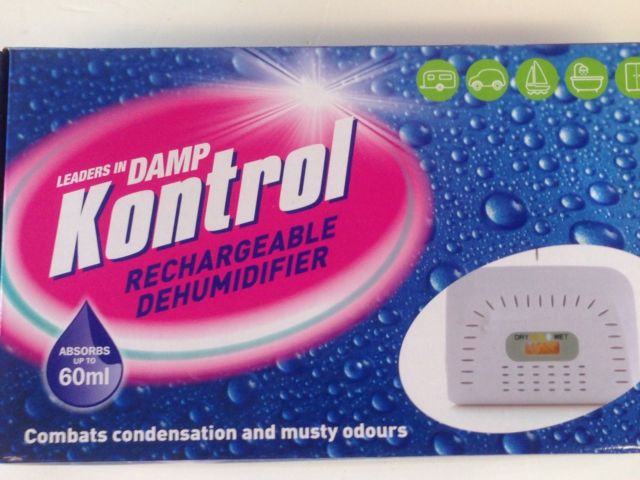 LEADERS IN DAMP
Kontrol
RECHARGEABLE
DEHUMIDIFIER
ABSORBS
UP TO
60ml
DRY WET
Combats condensation and musty odours